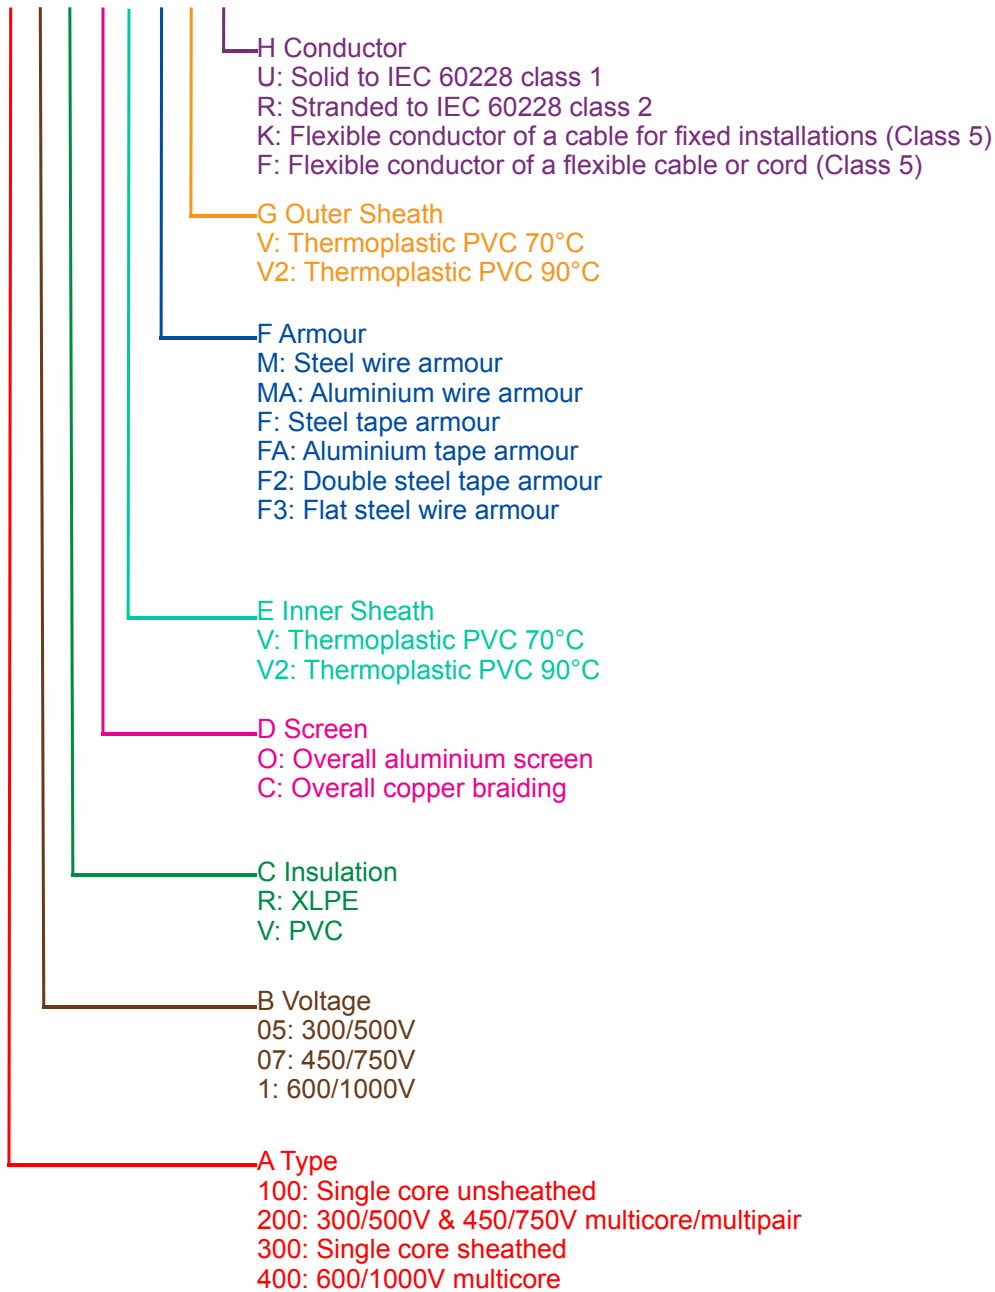 H Conductor
U: Solid to IEC 60228 class 1
R: Stranded to IEC 60228 class 2
K: Flexible conductor of a cable for fixed installations (Class 5)
F: Flexible conductor of a flexible cable or cord (Class 5)
G Outer Sheath
V: Thermoplastic PVC 70°C
V2: Thermoplastic PVC 90°C
F Armour
M: Steel wire armour
MA: Aluminium wire armour
F: Steel tape armour
FA: Aluminium tape armour
F2: Double steel tape armour
F3: Flat steel wire armour
E Inner Sheath
V: Thermoplastic PVC 70°C
V2: Thermoplastic PVC 90°C
D Screen
O: Overall aluminium screen
C: Overall copper braiding
C Insulation
R: XLPE
V: PVC
B Voltage
05: 300/500V
07: 450/750V
1: 600/1000V
A Type
100: Single core unsheathed
200: 300/500V & 450/750V multicore/multipair
300: Single core sheathed
400: 600/1000V multicore